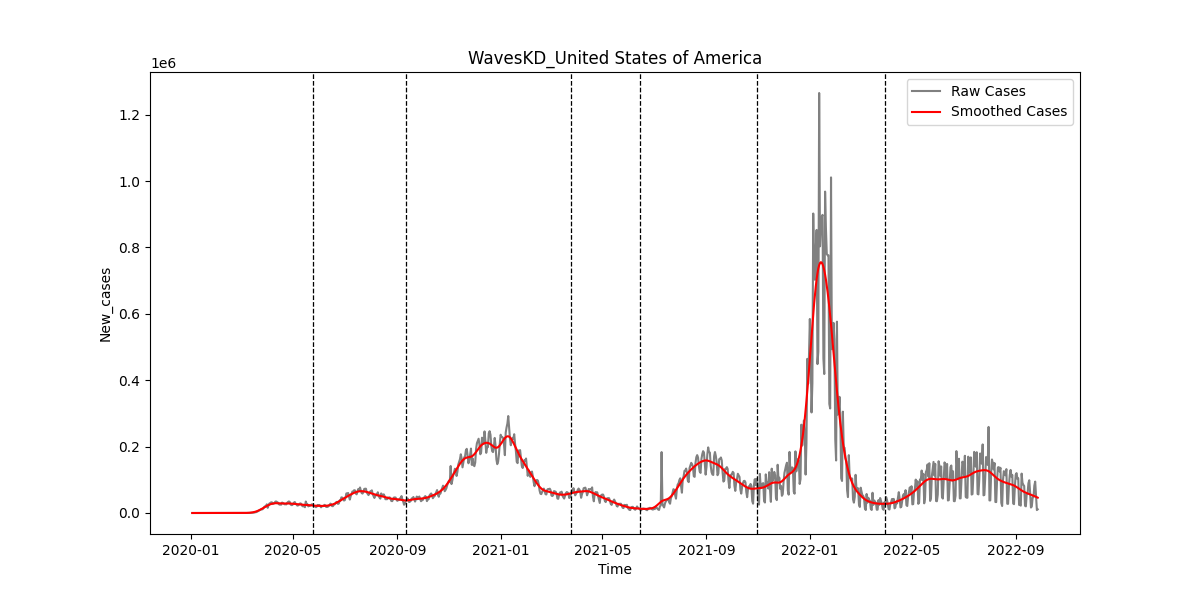 WavesKD_United States of America
1e6
Raw Cases
Smoothed Cases
1.2
1.0
0.8
0.6
0.4
0.2
0.0
New_cases
2020-01 2020-05 2020-09 2021-01 2021-05 2021-09 2022-01 2022-05 2022-09
Time